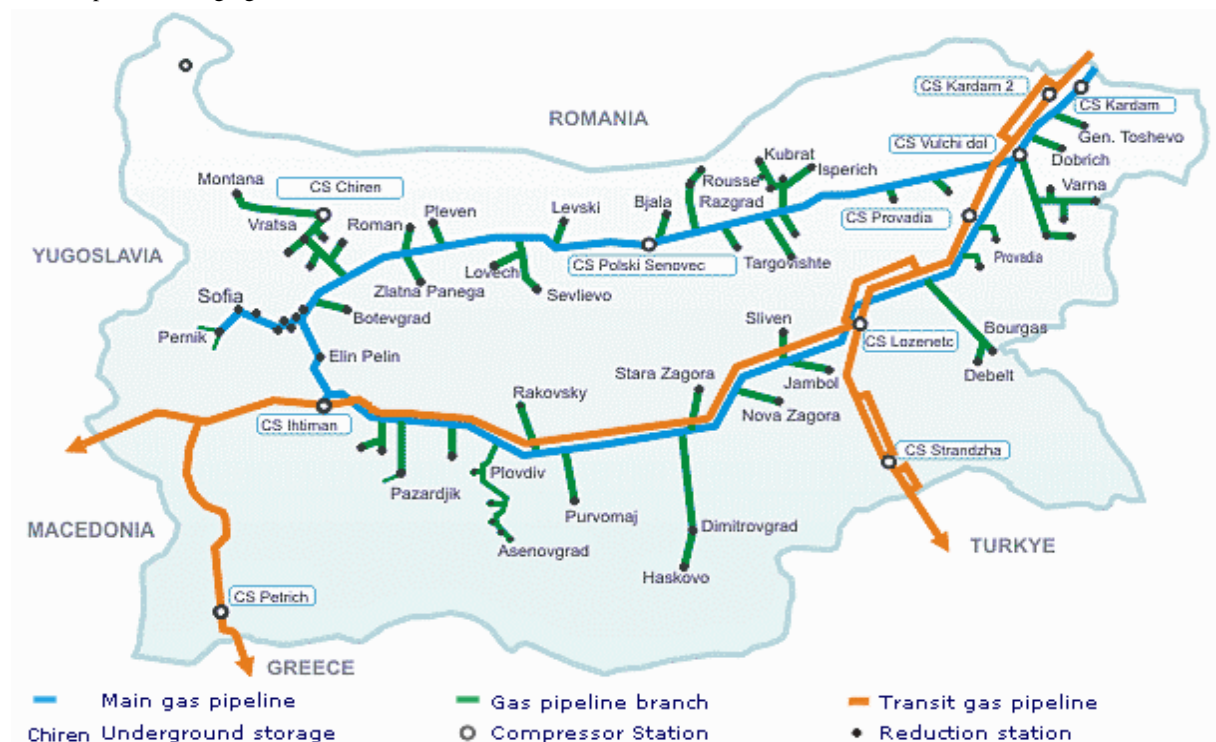 CS Kardam 2
CS Kardam
ROMANIA
Gen. Toshevo
CS Vulchi dol
Dobrich
Kubrat
Isperich
Montana
CS Chiren
Rousse
Varna
Bjala
Razgrad
Levski
Pleven
Roman
Vratsa
CS Provadia
YUGOSLAVIA
CS Polski Senovec
Targovishte
Provadia
Lovech
Zlatna Panega
Sevlievo
Sofia
Botevgrad
Sliven
Bourgas
Pernik
CS Lozenetc
Elin Pelin
Debelt
Stara Zagora
Jambol
Rakovsky
Nova Zagora
CS Ihtiman
CS Strandzha
Plovdiv
Pazardjik
Purvomaj
MACEDONIA
Dimitrovgrad
TURKYE
Asenovgrad
Haskovo
CS Petrich
GREECE
Main gas pipeline
Gas pipeline branch
Transit gas pipeline
Chiren Underground storage
Compressor Station
Reduction station